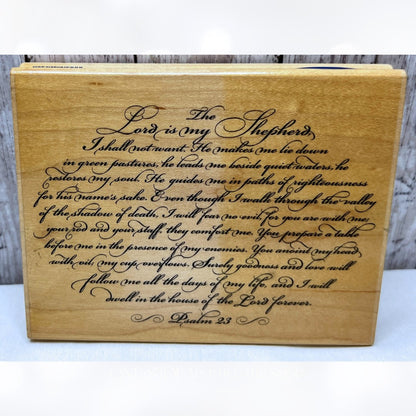 The
Lord is my Shepherd,
I shall not want. He makes me lie down
in green pastures, he leads me beside quiet waters, he
restores my soul. He guides me in paths of righteousness
for his name's sake. Even though I walk through the valley
of the shadow of death, I will fear no evil, for you are with me;
your rod and your staff, they comfort me. You prepare a table
before me in the presence of my enemies. You anoint my head
with oil; my cup overflows. Surely goodness and love will
follow me all the days of my life, and I will
dwell in the house of the Lord forever.
Psalm 23